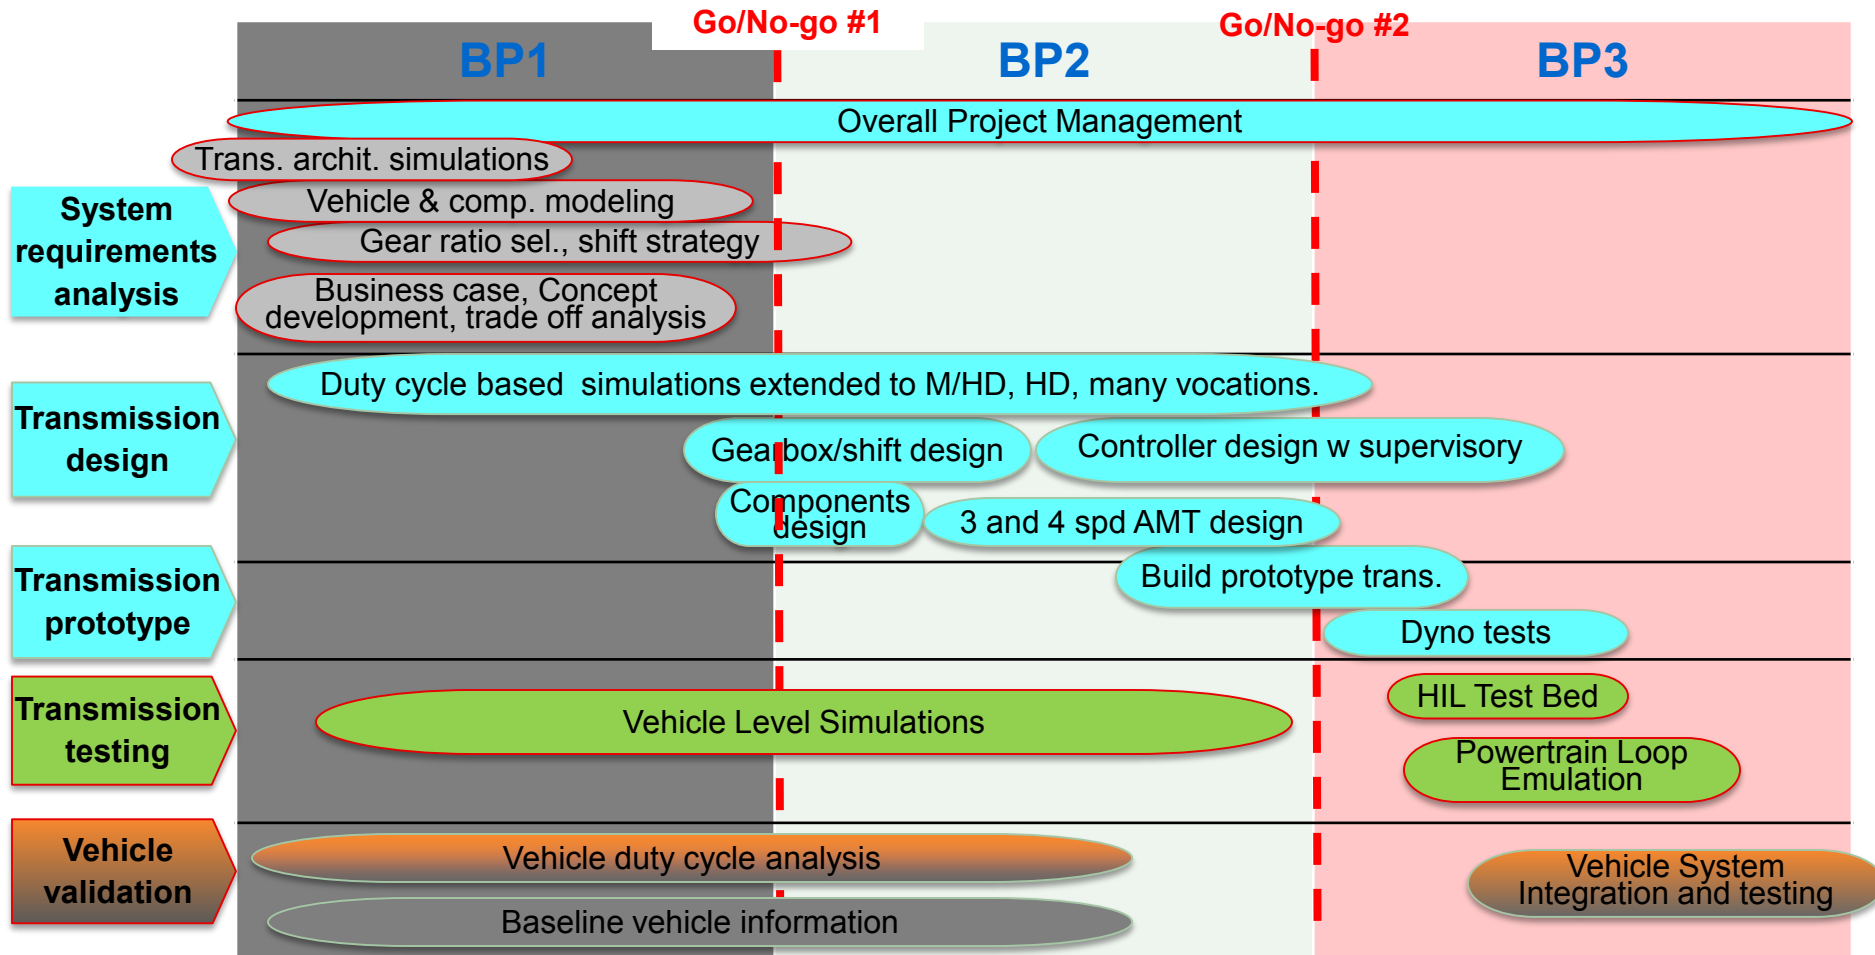 Go/No-go #1
Go/No-go #2
BP1
BP2
BP3
Overall Project Management
Trans. archit. simulations
System
requirements
analysis
Vehicle & comp. modeling
Gear ratio sel., shift strategy
Business case, Concept
development, trade off analysis
Transmission
design
Duty cycle based  simulations extended to M/HD, HD, many vocations.
Gearbox/shift design
Controller design w supervisory
Components
design
3 and 4 spd AMT design
Transmission
prototype
Build prototype trans.
Dyno tests
Transmission
testing
Vehicle Level Simulations
HIL Test Bed
Powertrain Loop
Emulation
Vehicle
validation
Vehicle duty cycle analysis
Vehicle System
Integration and testing
Baseline vehicle information